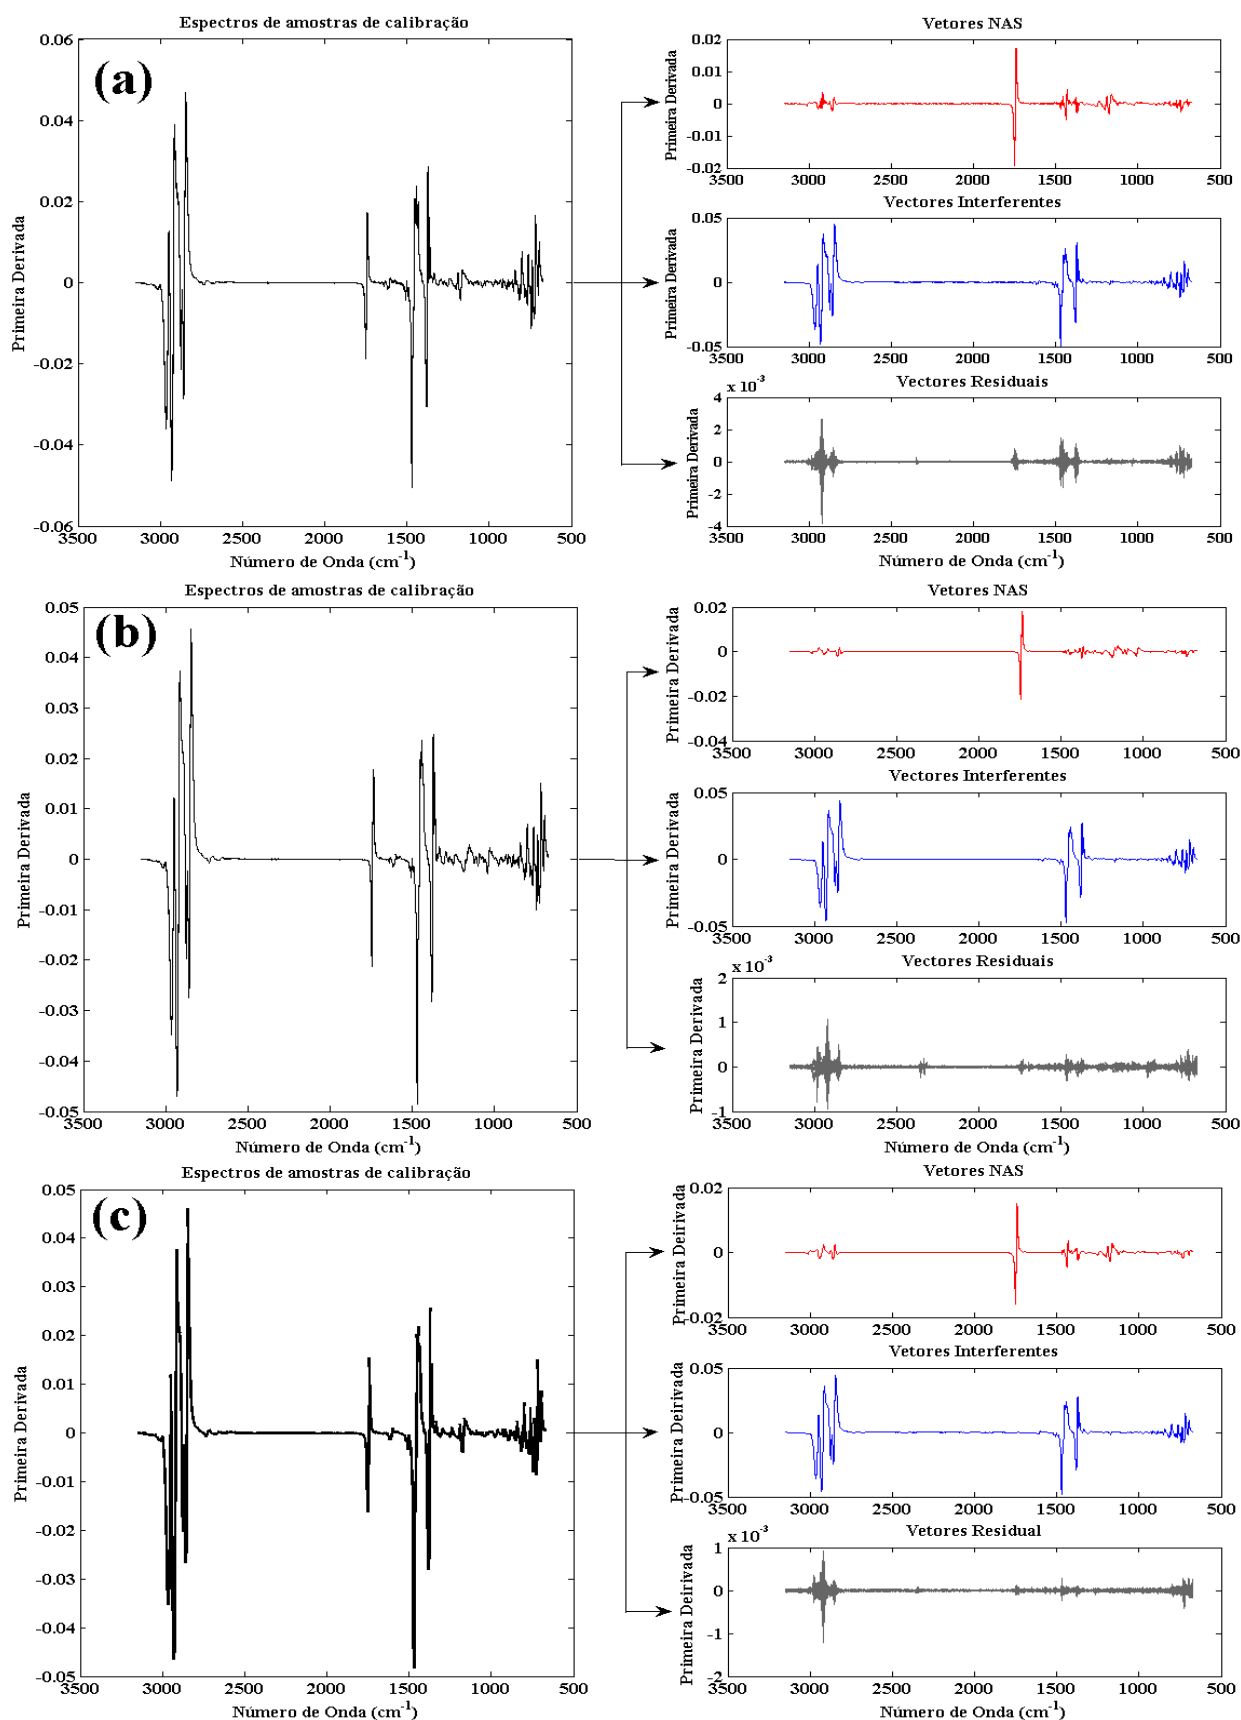 Espectros de amostras de calibração
(a)
0.06
0.04
0.02
0
-0.02
-0.04
-0.06
Primeira Derivada
3500 3000 2500 2000 1500 1000 500
Número de Onda (cm-1)
Vetores NAS
0.02
0.01
0
-0.01
-0.02
Primeira Derivada
3500 3000 2500 2000 1500 1000 500
Vectores Interferentes
0.05
0
-0.05
Primeira Derivada
3500 3000 2500 2000 1500 1000 500
Vectores Residuais
x 10-3
4
2
0
-2
-4
Primeira Derivada
3500 3000 2500 2000 1500 1000 500
Número de Onda (cm-1)
Espectros de amostras de calibração
(b)
0.05
0.04
0.03
0.02
0.01
0
-0.01
-0.02
-0.03
-0.04
-0.05
Primeira Derivada
3500 3000 2500 2000 1500 1000 500
Número de Onda (cm-1)
Vetores NAS
0.02
0
-0.02
-0.04
Primeira Derivada
3500 3000 2500 2000 1500 1000 500
Vectores Interferentes
0.05
0
-0.05
Primeira Derivada
3500 3000 2500 2000 1500 1000 500
Vectores Residuais
x 10-3
2
1
0
-1
Primeira Derivada
3500 3000 2500 2000 1500 1000 500
Número de Onda (cm-1)
Espectros de amostras de calibração
(c)
0.05
0.04
0.03
0.02
0.01
0
-0.01
-0.02
-0.03
-0.04
-0.05
Primeira Derivada
3500 3000 2500 2000 1500 1000 500
Número de Onda (cm-1)
Vetores NAS
0.02
0
-0.02
Primeira Deirivada
3500 3000 2500 2000 1500 1000 500
Vetores Interferentes
0.05
0
-0.05
Primeira Deirivada
3500 3000 2500 2000 1500 1000 500
Vetores Residual
x 10-3
1
0
-1
-2
Primeira Deirivada
3500 3000 2500 2000 1500 1000 500
Número de Onda (cm-1)